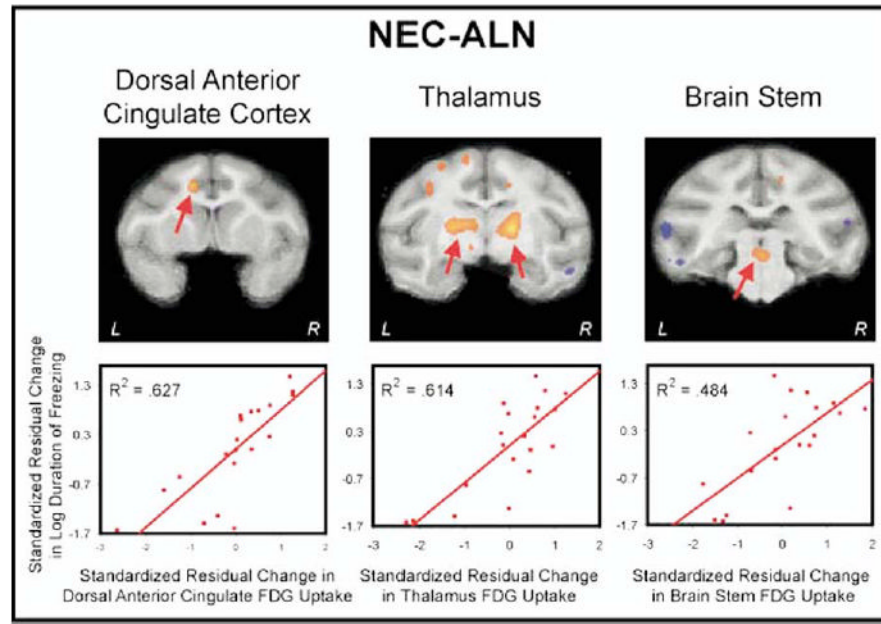 NEC-ALN
Dorsal Anterior
Cingulate Cortex
Thalamus
Brain Stem
L
R
L
R
L
R
Standardized Residual Change
in Log Duration of Freezing
1.3
0.3
-0.7
-1.7
R² = .627
-3
-2
-1
0
1
2
Standardized Residual Change in
Dorsal Anterior Cingulate FDG Uptake
1.3
0.3
-0.7
-1.7
R² = .614
-3
-2
-1
0
1
2
Standardized Residual Change
in Thalamus FDG Uptake
1.3
0.3
-0.7
-1.7
R² = .484
-3
-2
-1
0
1
2
Standardized Residual Change
in Brain Stem FDG Uptake